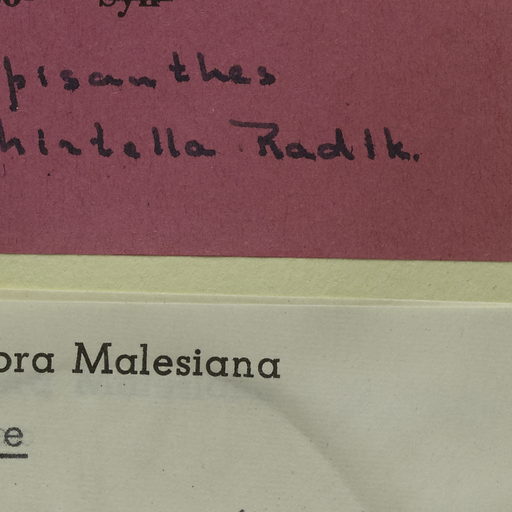 pisanthes
hirtella Radlk.
ora Malesiana
e